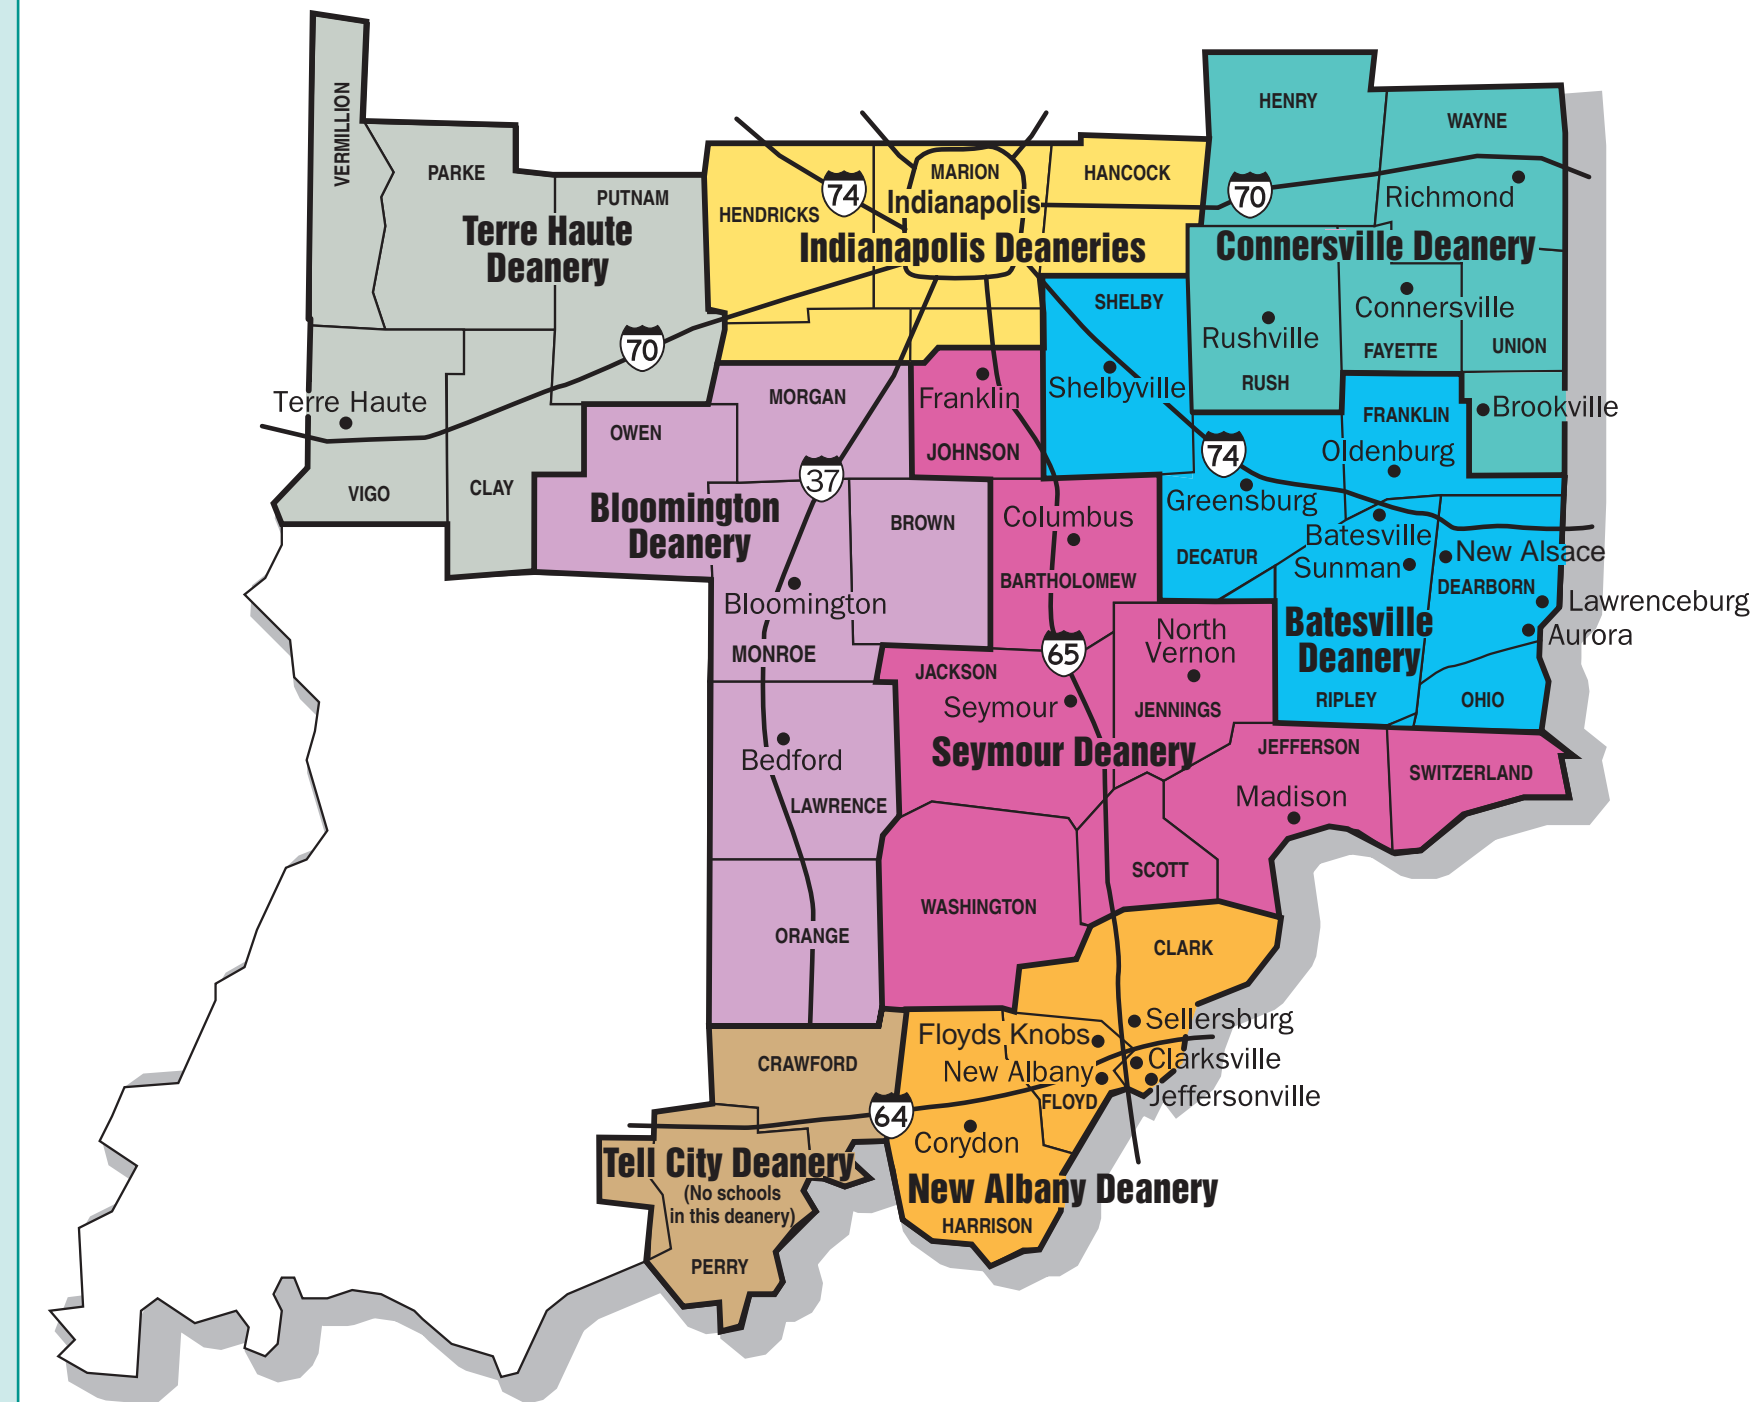 HENRY
WAYNE
VERMILLION
PARKE
PUTNAM
Terre Haute
Deanery
74
MARION
HANCOCK
Indianapolis
HENDRICKS
Indianapolis Deaneries
70
Richmond
Connersville Deanery
SHELBY
Connersville
Rushville
FAYETTE
UNION
RUSH
70
Terre Haute
VIGO
CLAY
MORGAN
OWEN
Franklin
JOHNSON
Shelbyville
FRANKLIN
Brookville
Oldenburg
74
37
Bloomington
Deanery
BROWN
Columbus
BARTHOLOMEW
Greensburg
DECATUR
Batesville
Sunman
New Alsace
DEARBORN
Lawrenceburg
Aurora
Bloomington
MONROE
North
Vernon
65
Batesville
Deanery
JACKSON
Seymour
JENNINGS
RIPLEY
OHIO
Seymour Deanery
JEFFERSON
SWITZERLAND
Madison
Bedford
LAWRENCE
SCOTT
WASHINGTON
ORANGE
CLARK
Sellersburg
Floyds Knobs
Clarksville
New Albany
Jeffersonville
FLOYD
CRAWFORD
64
Corydon
Tell City Deanery
(No schools
in this deanery)
New Albany Deanery
HARRISON
PERRY